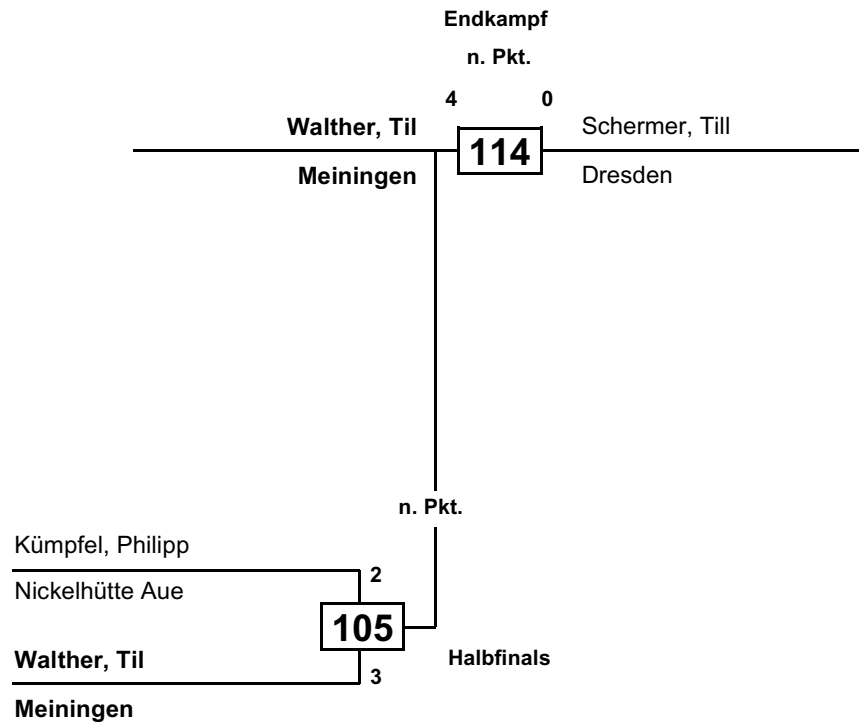 Endkampf
n. Pkt.
4 0
Walther, Til 114 Schermer, Till
Meiningen Dresden
n. Pkt.
Kümpfel, Philipp
2
Nickelhütte Aue
105
Walther, Til
Halbfinals
3
Meiningen